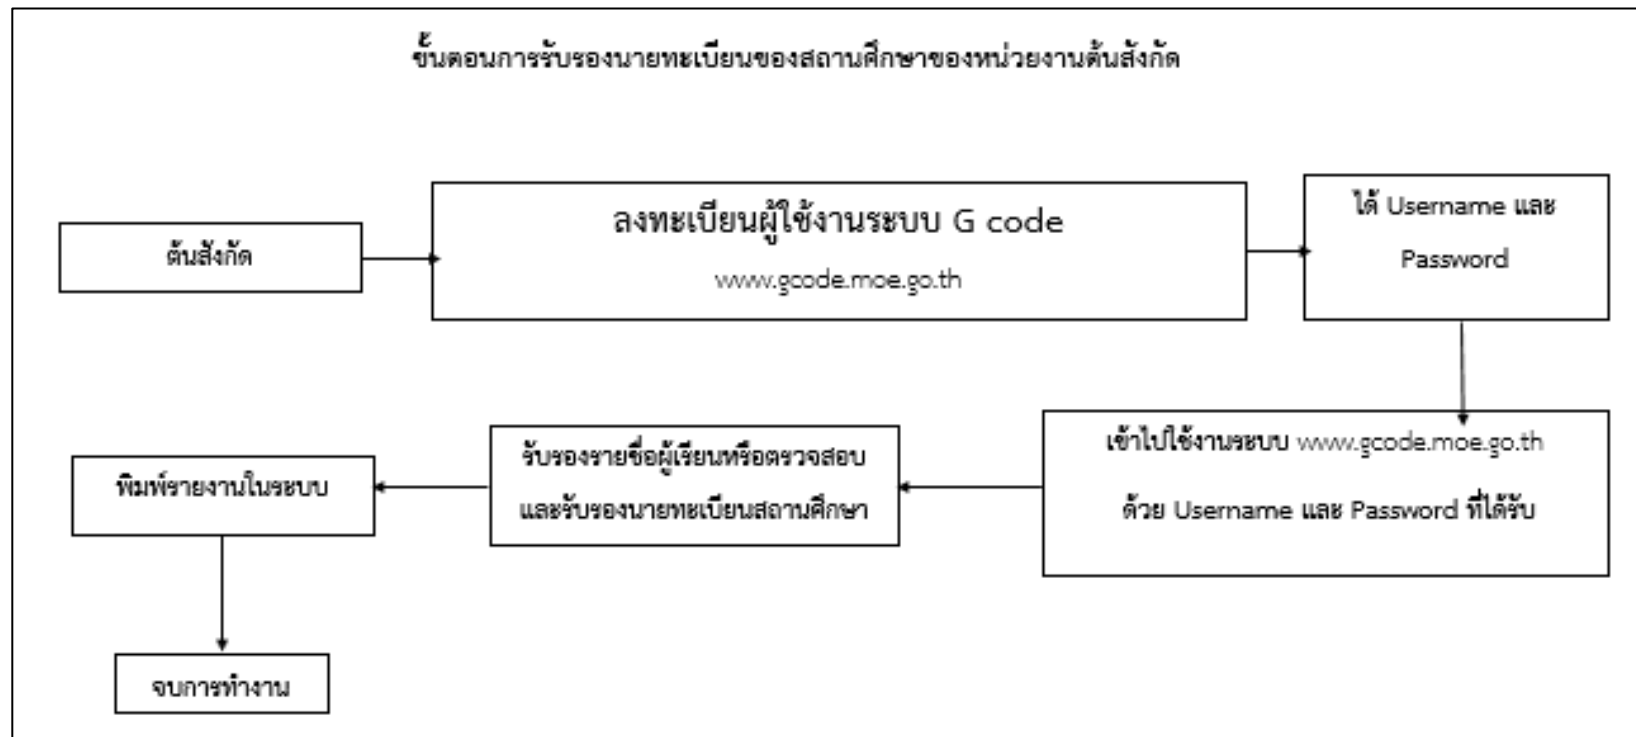 ขั้นตอนการรับรองนายทะเบียนของสถานศึกษาของหน่วยงานต้นสังกัด
ต้นสังกัด
ลงทะเบียนผู้ใช้งานระบบ G code
www.gcode.moe.go.th
ได้ Username และ
Password
เข้าไปใช้งานระบบ www.gcode.moe.go.th
ด้วย Username และ Password ที่ได้รับ
รับรองรายชื่อผู้เรียนหรือตรวจสอบ
และรับรองนายทะเบียนสถานศึกษา
พิมพ์รายงานในระบบ
จบการทำงาน